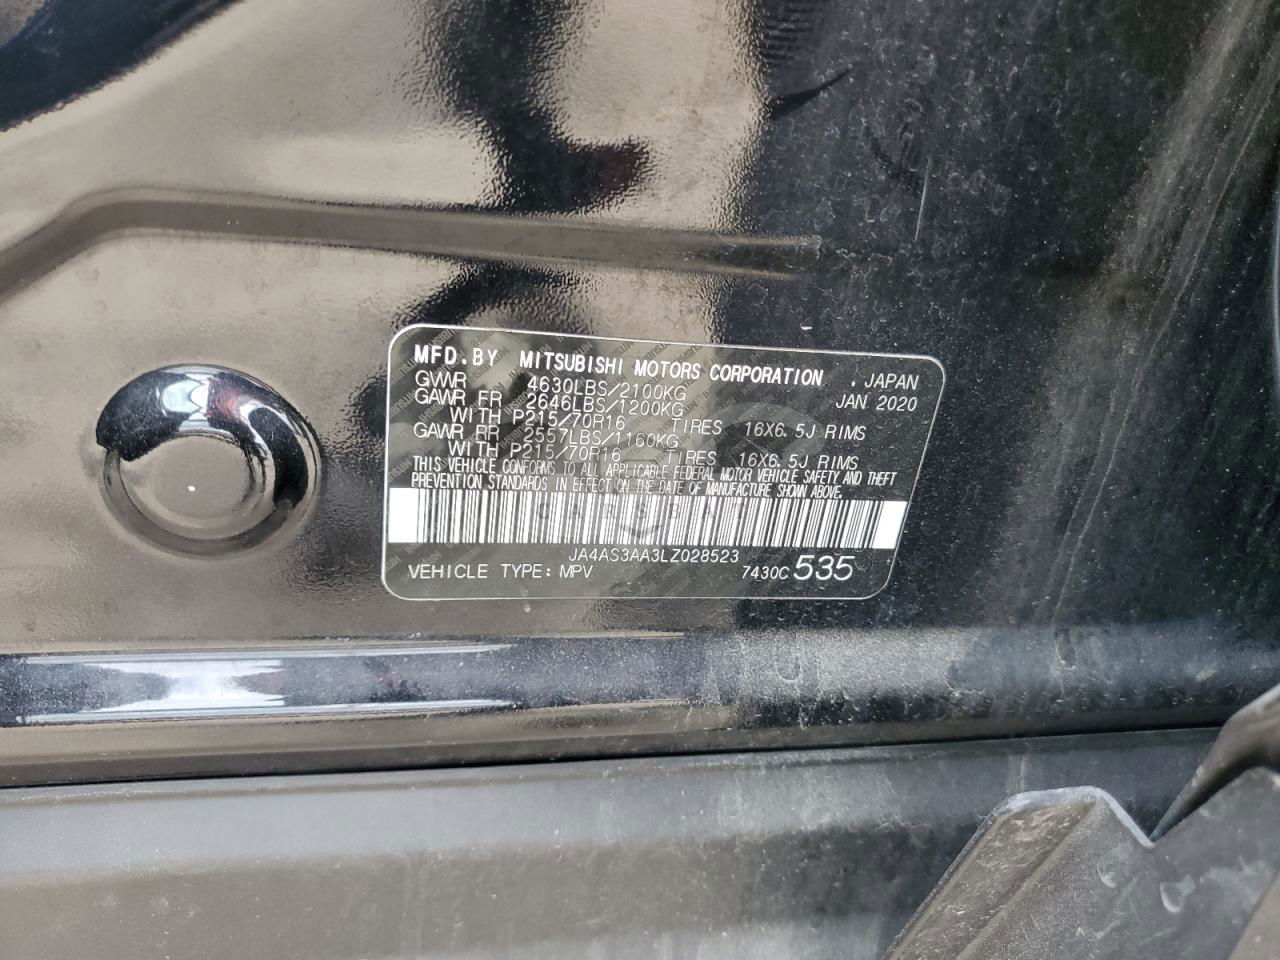 MFD.BY MITSUBISHI MOTORS CORPORATION . JAPAN
GVWR 4630LBS/2100KG JAN 2020
GAWR FR 2646LBS/1200KG
WITH P215/70R16 TIRES 16X6.5J RIMS
GAWR RR 2557LBS/1160KG
WITH P215/70R16 TIRES 16X6.5J RIMS
THIS VEHICLE CONFORMS TO ALL APPLICABLE FEDERAL MOTOR VEHICLE SAFETY AND THEFT
PREVENTION STANDARDS IN EFFECT ON THE DATE OF MANUFACTURE SHOWN ABOVE.
JA4AS3AA3LZ028523
VEHICLE TYPE: MPV 7430C 535